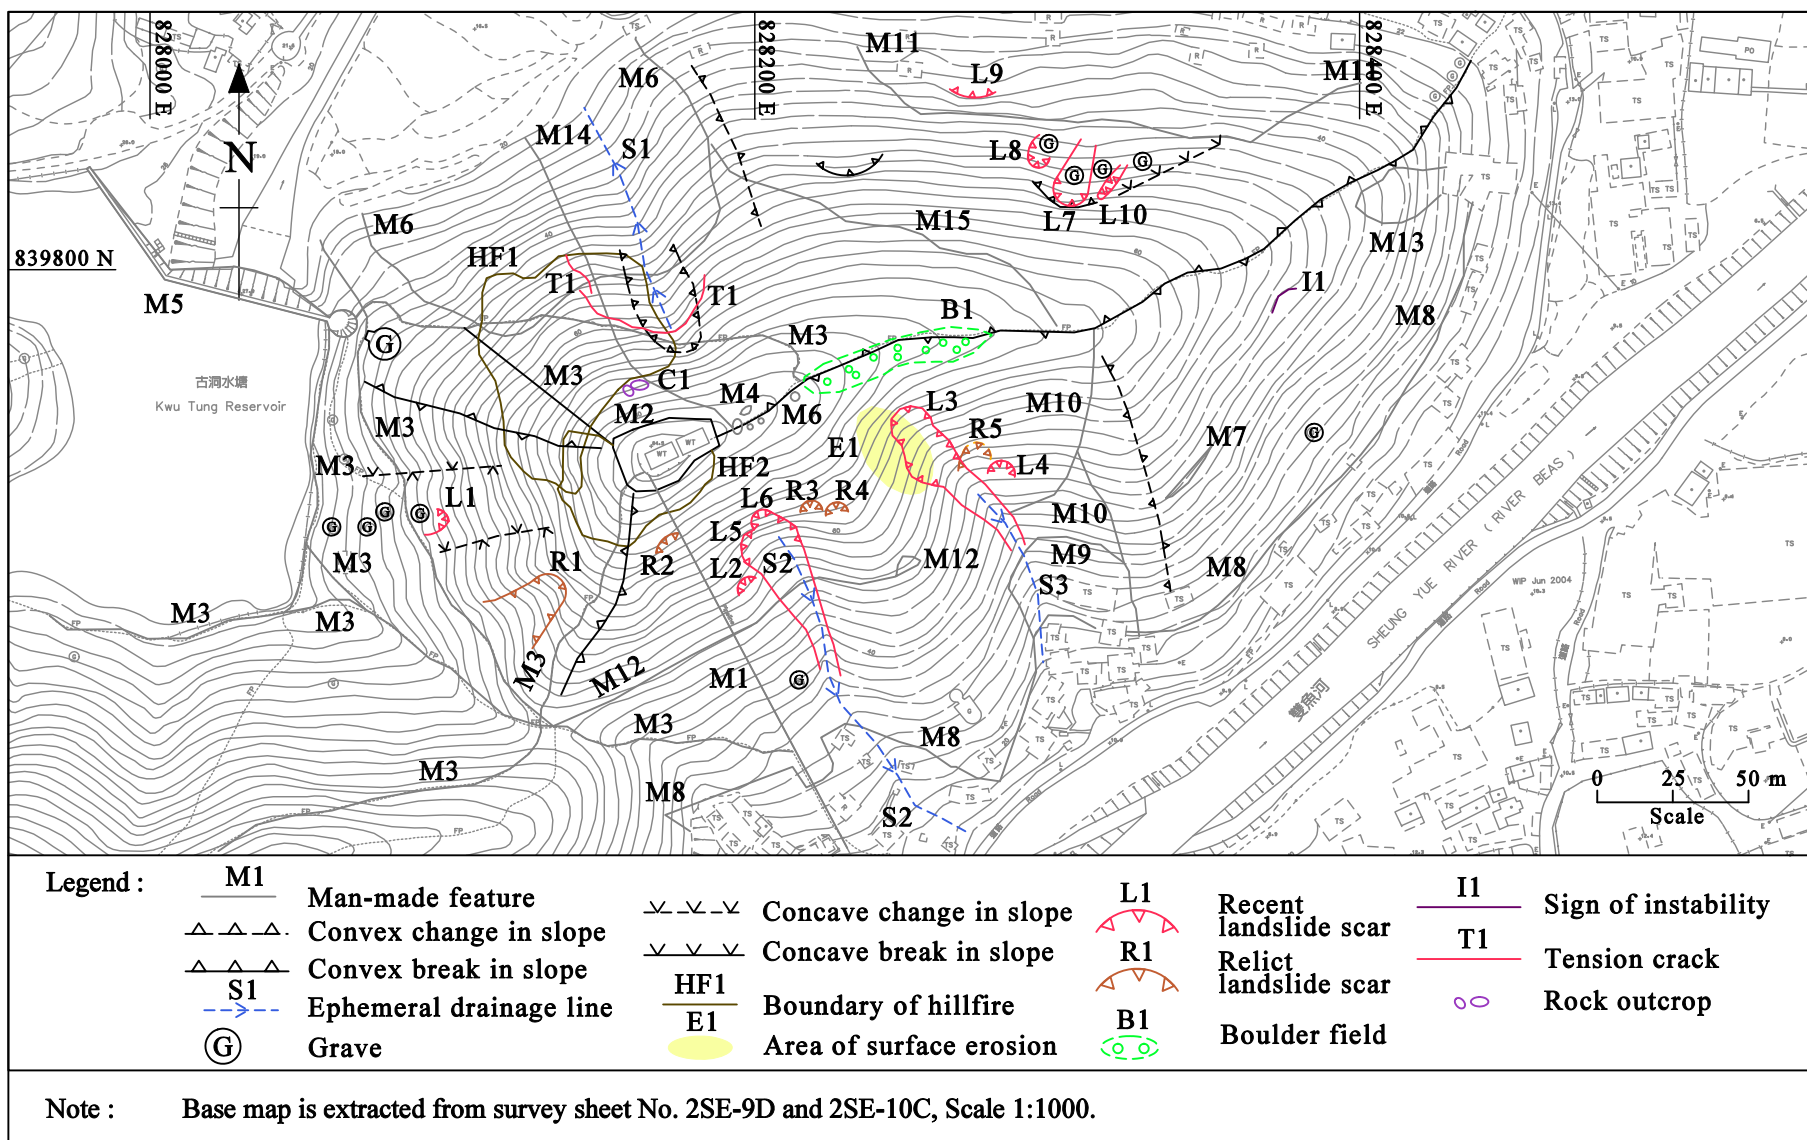 828000 E
828200 E
828400 E
M11
M11
M6
L9
M14
S1
L8
N
L7
L10
M15
M6
M13
HF1
839800 N
T1
T1
I1
M5
B1
M8
M3
M3
C1
古洞水塘
Kwu Tung Reservoir
M4
M2
M6
L3
M10
M3
E1
R5
M7
M3
HF2
L4
L1
L6
R3
R4
M10
L5
M3
R1
R2
S2
L2
M12
M9
M8
S3
WIP Jun 2004
M3
M3
SHEUNG YUE RIVER ( RIVER BEAS )
M3
M12
M1
雙魚河
M3
M8
M3
M8
S2
0 25 50 m
Scale
Legend :
M1
Man-made feature
Convex change in slope
Convex break in slope
S1
Ephemeral drainage line
G
Grave
Concave change in slope
Concave break in slope
HF1
Boundary of hillfire
E1
Area of surface erosion
L1
Recent
landslide scar
R1
Relict
landslide scar
B1
Boulder field
I1
Sign of instability
T1
Tension crack
Rock outcrop
Note :
Base map is extracted from survey sheet No. 2SE-9D and 2SE-10C, Scale 1:1000.